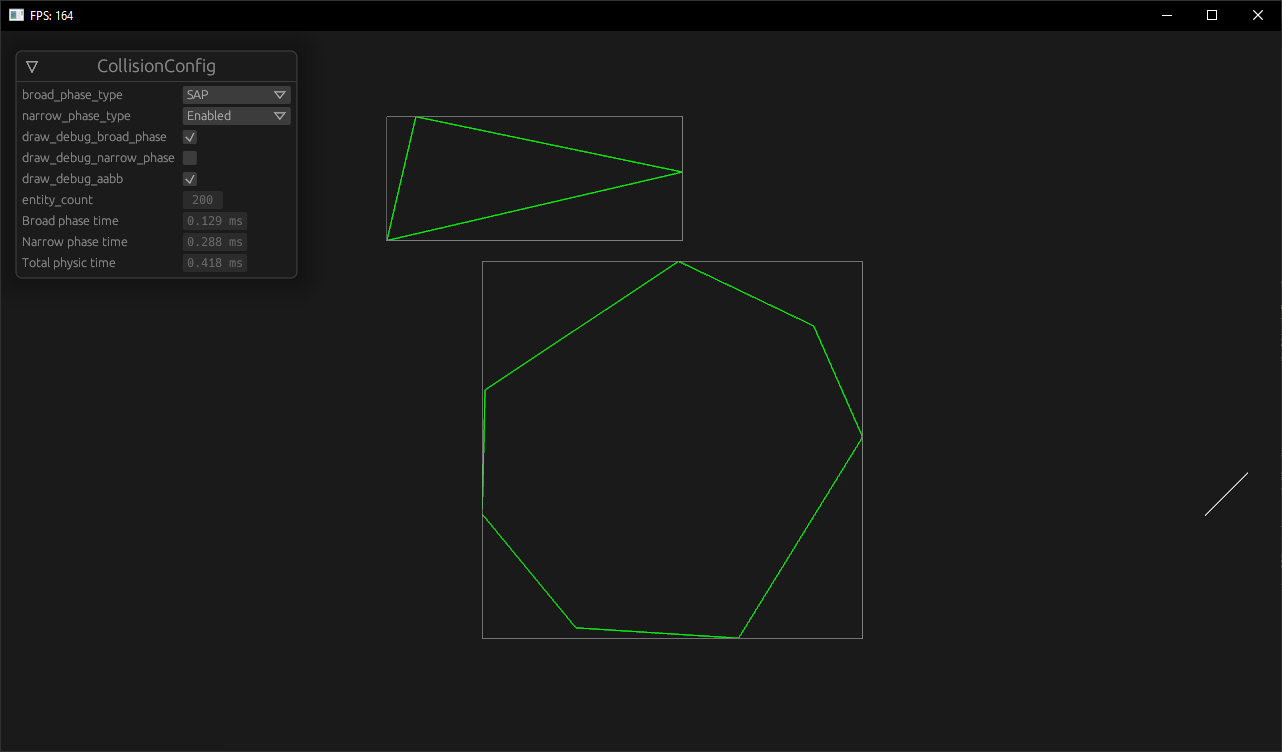 FPS: 164
CollisionConfig
broad_phase_type SAP
narrow_phase_type Enabled
draw_debug_broad_phase
draw_debug_narrow_phase
draw_debug_aabb
entity_count 200
Broad phase time 0.129 ms
Narrow phase time 0.288 ms
Total physic time 0.418 ms